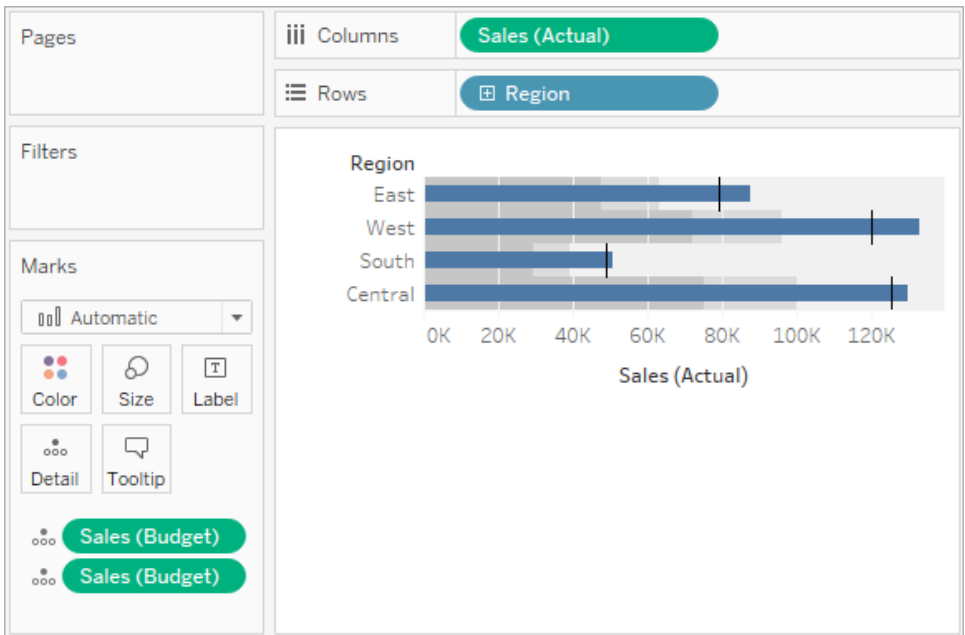 Pages
Columns
Sales (Actual)
Rows
Region
Filters
Marks
Automatic
Color
Size
T
Label
Detail
Tooltip
Sales (Budget)
Sales (Budget)
Region
East
West
South
Central
0K 20K 40K 60K 80K 100K 120K
Sales (Actual)